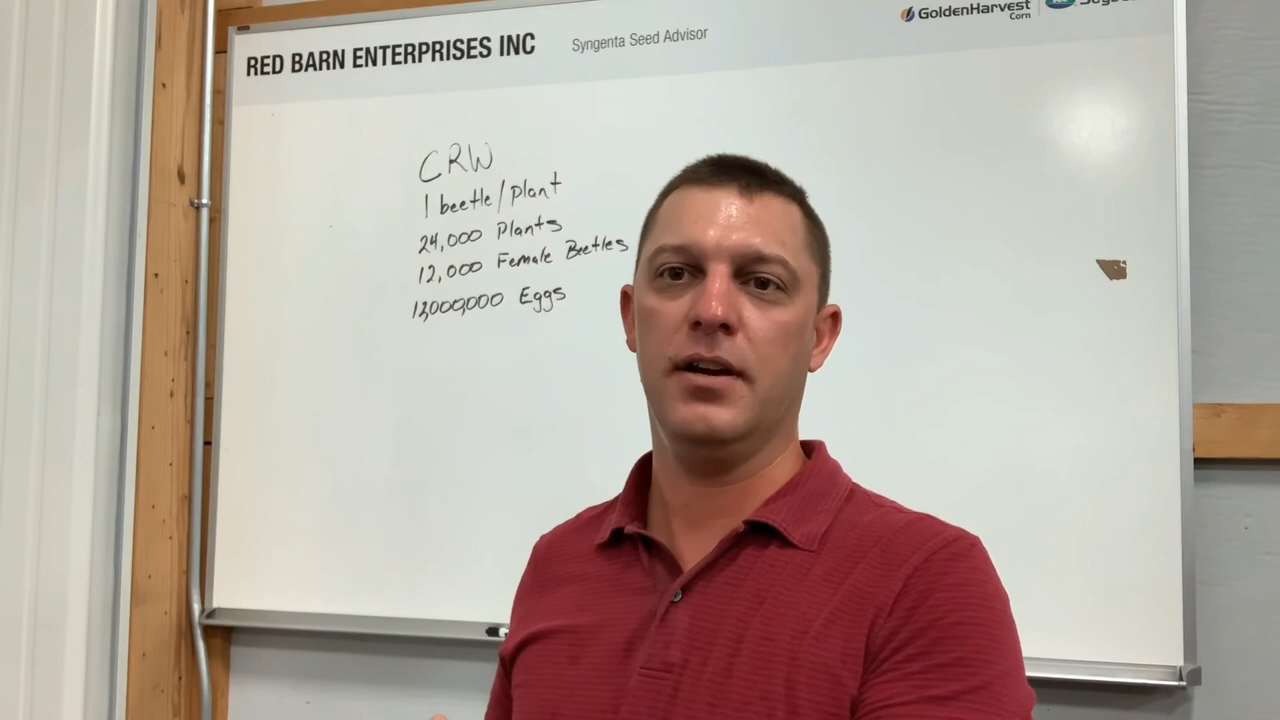 RED BARN ENTERPRISES INC
Syngenta Seed Advisor
GoldenHarvest
Corn
CRW
1 beetle/plant
24,000 Plants
12,000 Female Beetles
12,000,000 Eggs